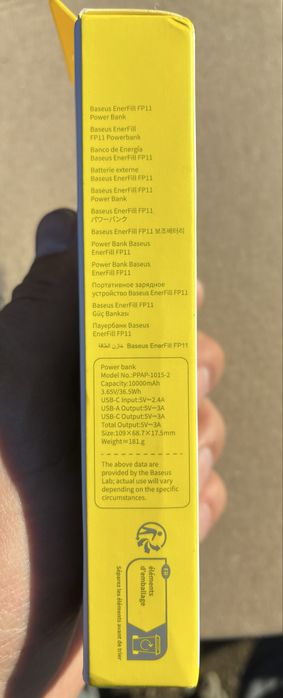 Baseus EnerFill FP11
Power Bank
Baseus EnerFill
FP11 Powerbank
Banco de Energía
Baseus EnerFill FP11
Batterie externe
Baseus EnerFill FP11
Baseus EnerFill FP11
Power Bank
Baseus EnerFill FP11
パワーバンク
Baseus EnerFill FP11 보조배터리
Power Bank Baseus
EnerFill FP11
Power Bank Baseus
EnerFill FP11
Портативное зарядное
устройство Baseus EnerFill FP11
Baseus EnerFill FP11
Güç Bankası
Пауербанк Baseus
EnerFill FP11
Baseus EnerFill FP11 خازن الطاقة
Power bank
Model No.:PPAP-1015-2
Capacity:10000mAh
3.65V/36.5Wh
USB-C Input:5V⎓2.4A
USB-A Output:5V⎓3A
USB-C Output:5V⎓3A
Total Output:5V⎓3A
Size:109×68.7×17.5mm
Weight≈181.g
The above data are
provided by the Baseus
Lab; actual use will vary
depending on the specific
circumstances.
FR
éléments
d'emballage
Séparez les éléments avant de trier